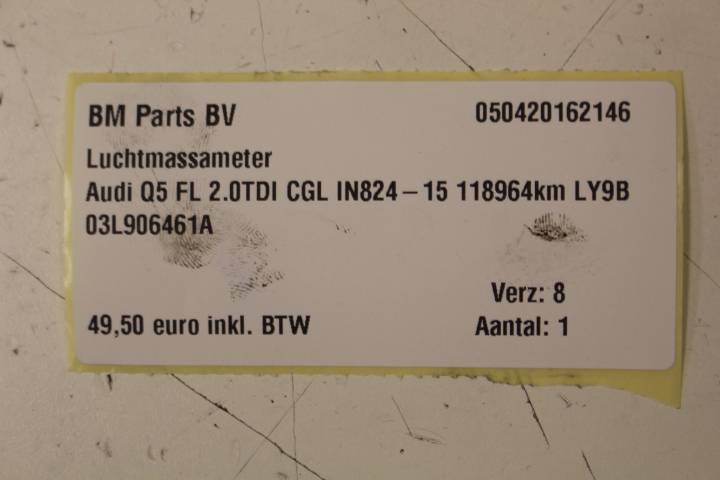 BM Parts BV 050420162146
Luchtmassameter
Audi Q5 FL 2.0TDI CGL IN824-15 118964km LY9B
03L906461A
Verz: 8
49,50 euro inkl. BTW Aantal: 1